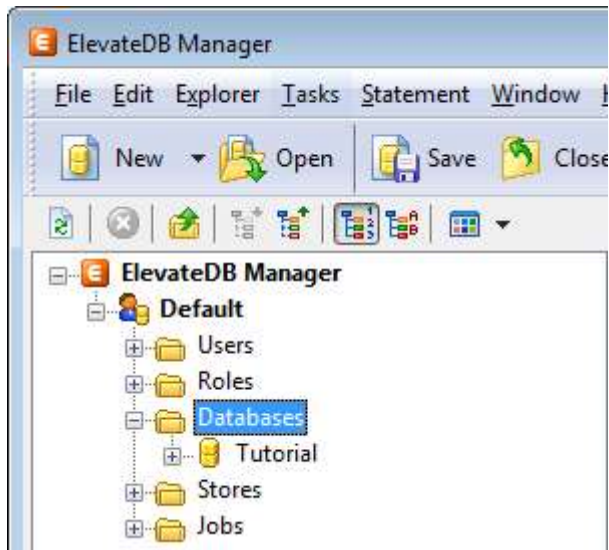 ElevateDB Manager
File Edit Explorer Tasks Statement Window
New Open Save Close
ElevateDB Manager
Default
Users
Roles
Databases
Tutorial
Stores
Jobs